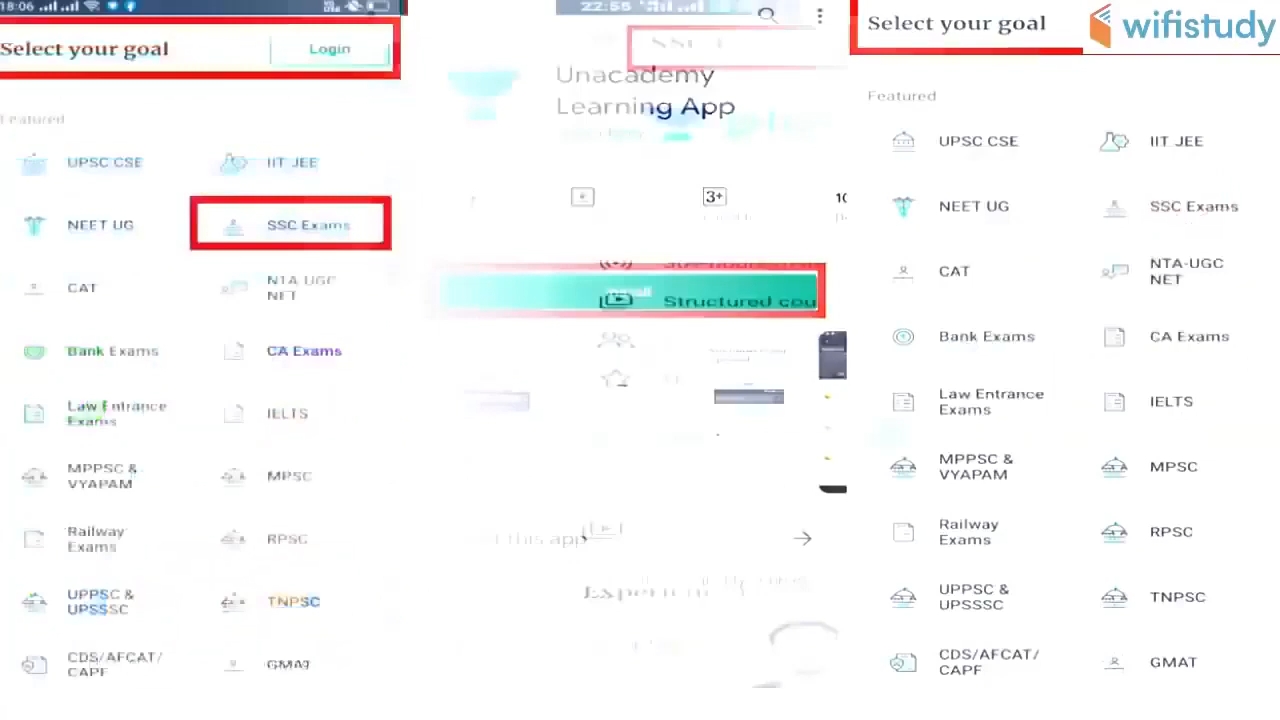 18:06
Select your goal
Login
Featured
UPSC CSE
IIT JEE
NEET UG
SSC Exams
CAT
NTA-UGC
NET
Bank Exams
CA Exams
Law Entrance
Exams
IELTS
MPPSC &
VYAPAM
MPSC
Railway
Exams
RPSC
UPPSC &
UPSSSC
TNPSC
CDS/AFCAT/
CAPF
GMAT
22:55
Unacademy
Learning App
3+
Structured cou
this app
Select your goal
wifistudy
Featured
UPSC CSE
IIT JEE
NEET UG
SSC Exams
CAT
NTA-UGC
NET
Bank Exams
CA Exams
Law Entrance
Exams
IELTS
MPPSC &
VYAPAM
MPSC
Railway
Exams
RPSC
UPPSC &
UPSSSC
TNPSC
CDS/AFCAT/
CAPF
GMAT